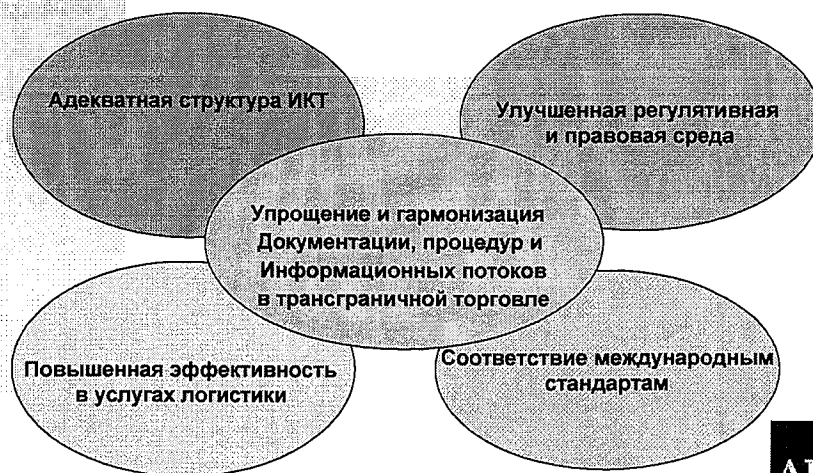 Адекватная структура ИКТ
Улучшенная регулятивная
и правовая среда
Упрощение и гармонизация
Документации, процедур и
Информационных потоков
в трансграничной торговле
Повышенная эффективность
в услугах логистики
Соответствие международным
стандартам